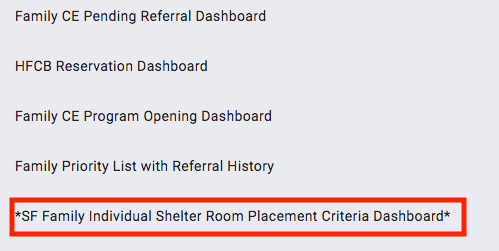 Family CE Pending Referral Dashboard
HFCB Reservation Dashboard
Family CE Program Opening Dashboard
Family Priority List with Referral History
*SF Family Individual Shelter Room Placement Criteria Dashboard*